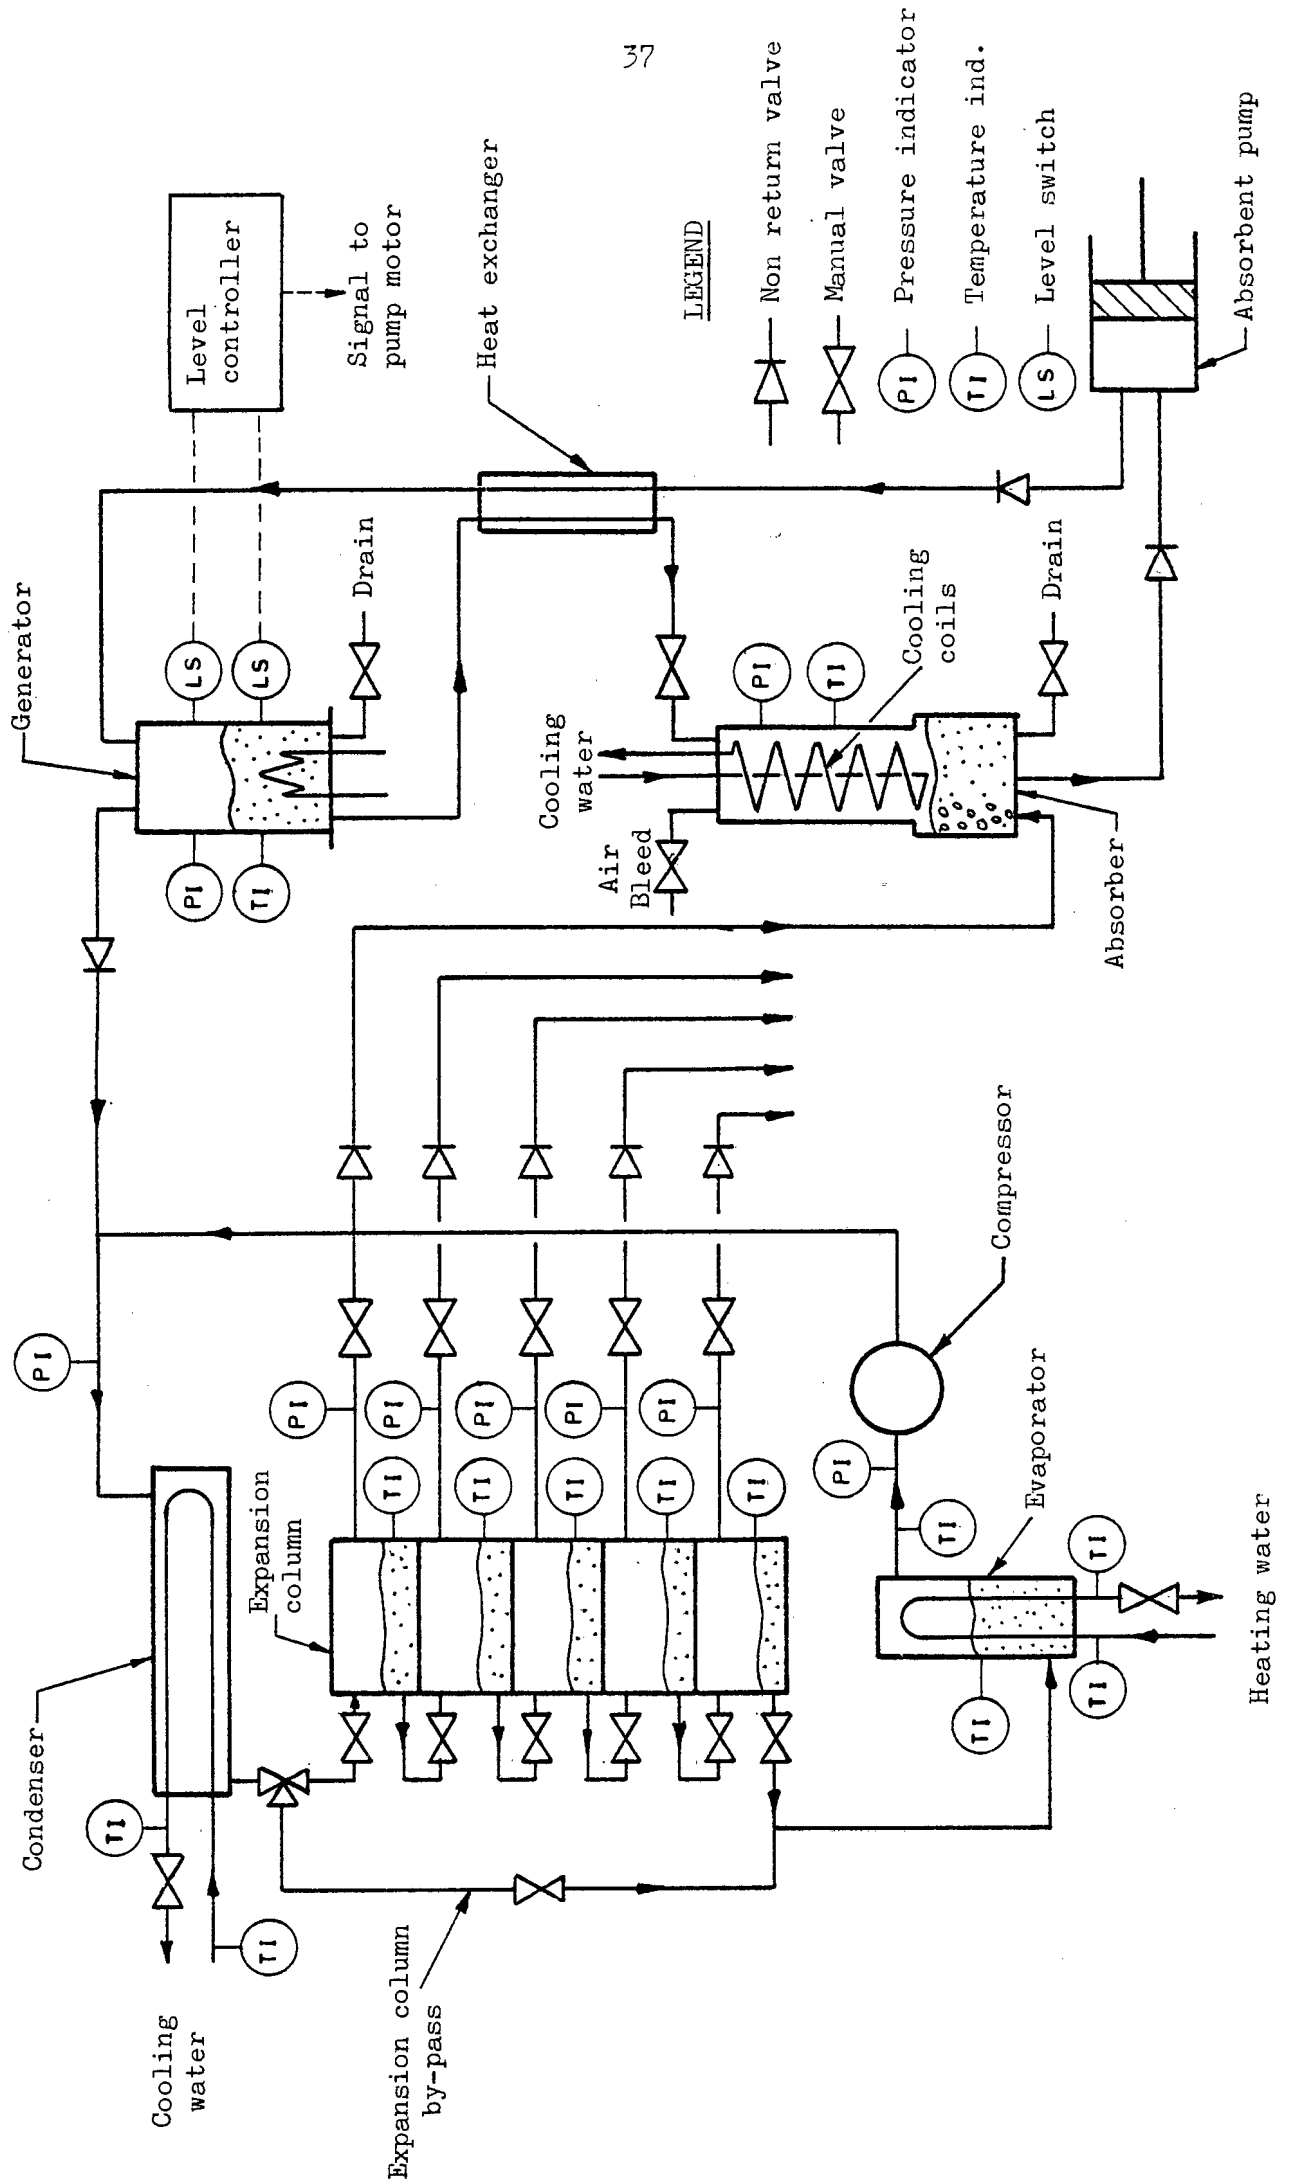 37
Condenser
Cooling
water
TI
TI
PI
Expansion column
by-pass
Expansion
column
PI
PI
PI
PI
PI
TI
TI
TI
TI
TI
Generator
PI
TI
LS
LS
Drain
Level
controller
Signal to
pump motor
Heat exchanger
Air
Bleed
Cooling
water
PI
TI
Cooling
coils
Drain
Absorber
Absorbent pump
Compressor
PI
TI
Evaporator
TI
TI
TI
Heating water
LEGEND
Non return valve
Manual valve
PI Pressure indicator
TI Temperature ind.
LS Level switch